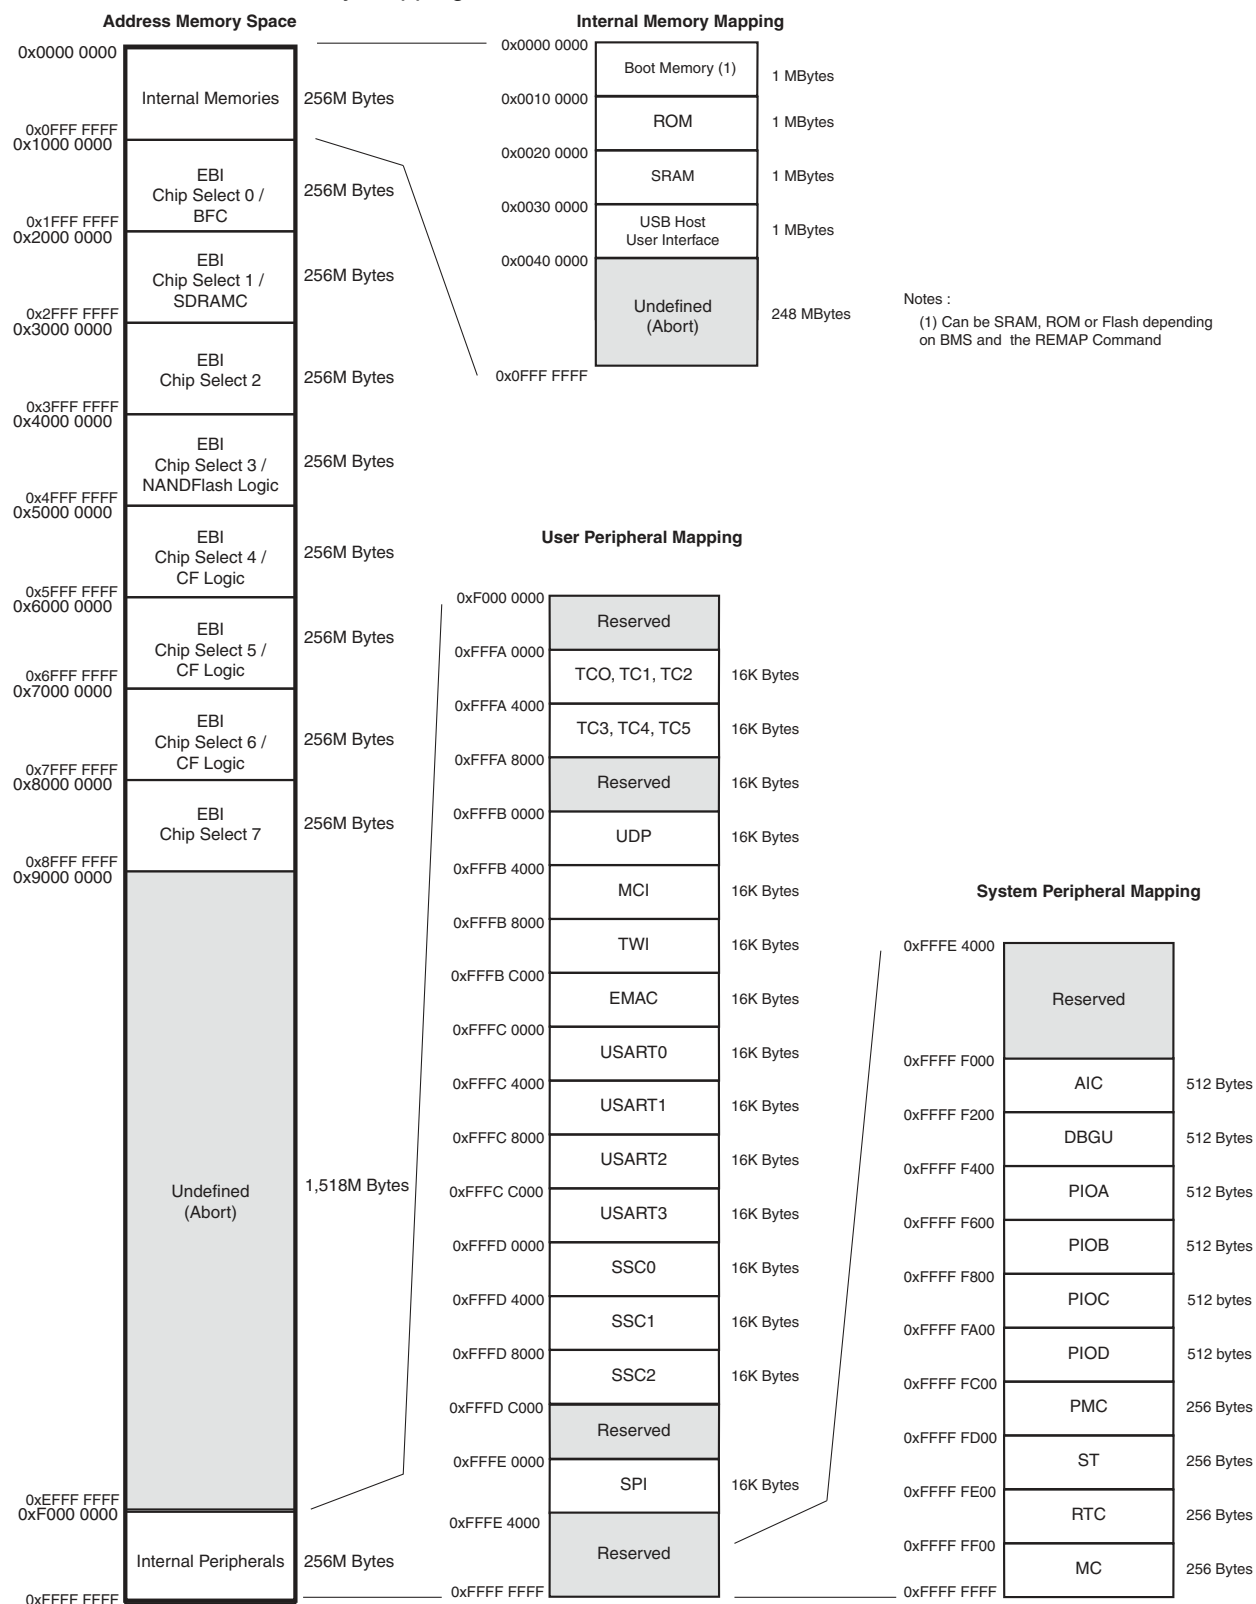 Address Memory Space
0x0000 0000
Internal Memories
256M Bytes
0x0FFF FFFF
0x1000 0000
EBI
Chip Select 0 /
BFC
256M Bytes
0x1FFF FFFF
0x2000 0000
EBI
Chip Select 1 /
SDRAMC
256M Bytes
0x2FFF FFFF
0x3000 0000
EBI
Chip Select 2
256M Bytes
0x3FFF FFFF
0x4000 0000
EBI
Chip Select 3 /
NANDFlash Logic
256M Bytes
0x4FFF FFFF
0x5000 0000
EBI
Chip Select 4 /
CF Logic
256M Bytes
0x5FFF FFFF
0x6000 0000
EBI
Chip Select 5 /
CF Logic
256M Bytes
0x6FFF FFFF
0x7000 0000
EBI
Chip Select 6 /
CF Logic
256M Bytes
0x7FFF FFFF
0x8000 0000
EBI
Chip Select 7
256M Bytes
0x8FFF FFFF
0x9000 0000
Undefined
(Abort)
1,518M Bytes
0xEFFF FFFF
0xF000 0000
Internal Peripherals
256M Bytes
0xFFFF FFFF
Internal Memory Mapping
0x0000 0000
Boot Memory (1)
1 MBytes
0x0010 0000
ROM
1 MBytes
0x0020 0000
SRAM
1 MBytes
0x0030 0000
USB Host
User Interface
1 MBytes
0x0040 0000
Undefined
(Abort)
248 MBytes
0x0FFF FFFF
Notes :
(1) Can be SRAM, ROM or Flash depending
on BMS and the REMAP Command
User Peripheral Mapping
0xF000 0000
Reserved
0xFFFA 0000
TCO, TC1, TC2
16K Bytes
0xFFFA 4000
TC3, TC4, TC5
16K Bytes
0xFFFA 8000
Reserved
16K Bytes
0xFFFB 0000
UDP
16K Bytes
0xFFFB 4000
MCI
16K Bytes
0xFFFB 8000
TWI
16K Bytes
0xFFFB C000
EMAC
16K Bytes
0xFFFC 0000
USART0
16K Bytes
0xFFFC 4000
USART1
16K Bytes
0xFFFC 8000
USART2
16K Bytes
0xFFFC C000
USART3
16K Bytes
0xFFFD 0000
SSC0
16K Bytes
0xFFFD 4000
SSC1
16K Bytes
0xFFFD 8000
SSC2
16K Bytes
0xFFFD C000
Reserved
0xFFFE 0000
SPI
16K Bytes
0xFFFE 4000
Reserved
0xFFFF FFFF
System Peripheral Mapping
0xFFFE 4000
Reserved
0xFFFF F000
AIC
512 Bytes
0xFFFF F200
DBGU
512 Bytes
0xFFFF F400
PIOA
512 Bytes
0xFFFF F600
PIOB
512 Bytes
0xFFFF F800
PIOC
512 bytes
0xFFFF FA00
PIOD
512 bytes
0xFFFF FC00
PMC
256 Bytes
0xFFFF FD00
ST
256 Bytes
0xFFFF FE00
RTC
256 Bytes
0xFFFF FF00
MC
256 Bytes
0xFFFF FFFF